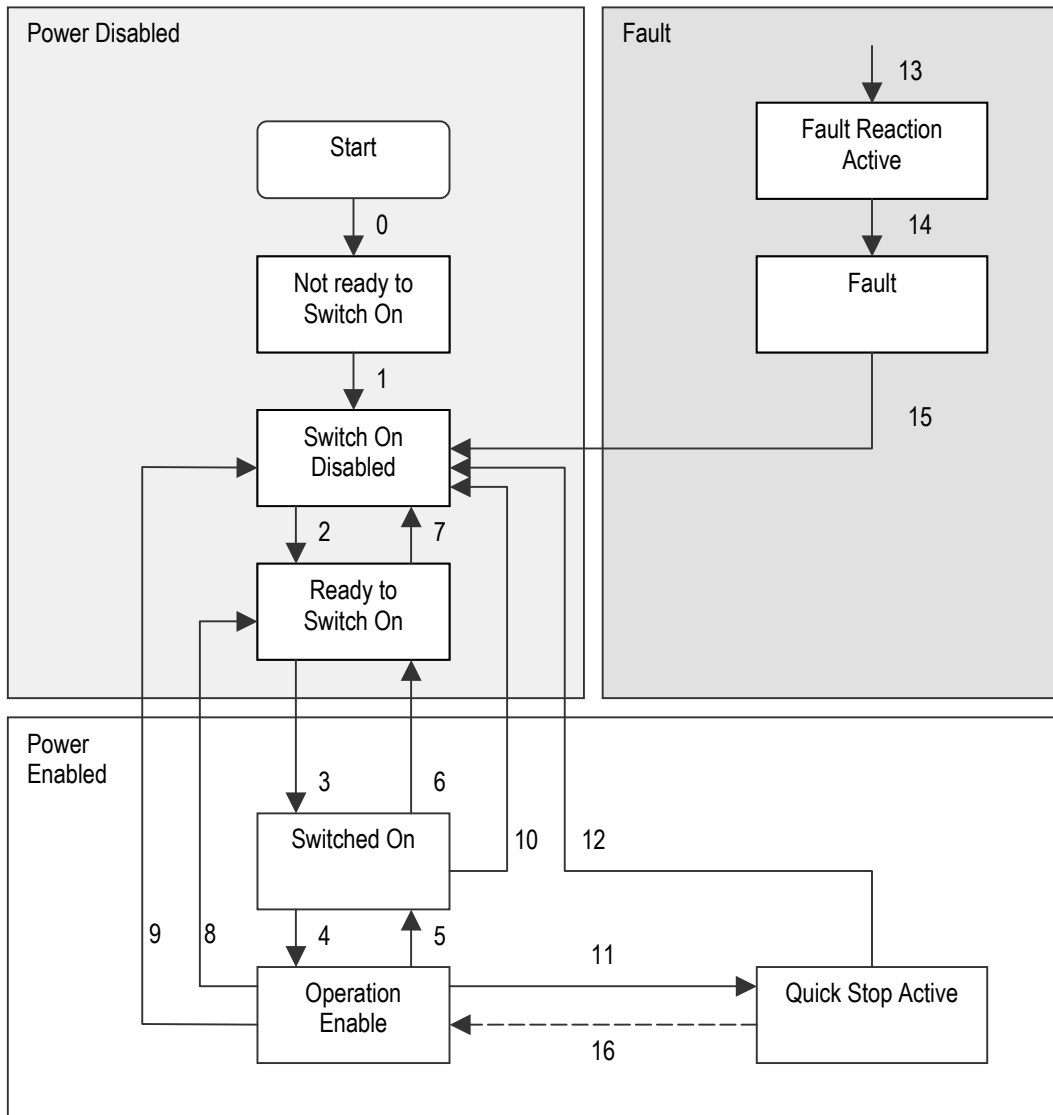 Power Disabled
Start
0
Not ready to
Switch On
1
Switch On
Disabled
2
7
Ready to
Switch On
Fault
13
Fault Reaction
Active
14
Fault
15
Power
Enabled
3
6
Switched On
10
12
9
8
4
5
11
Operation
Enable
Quick Stop Active
16